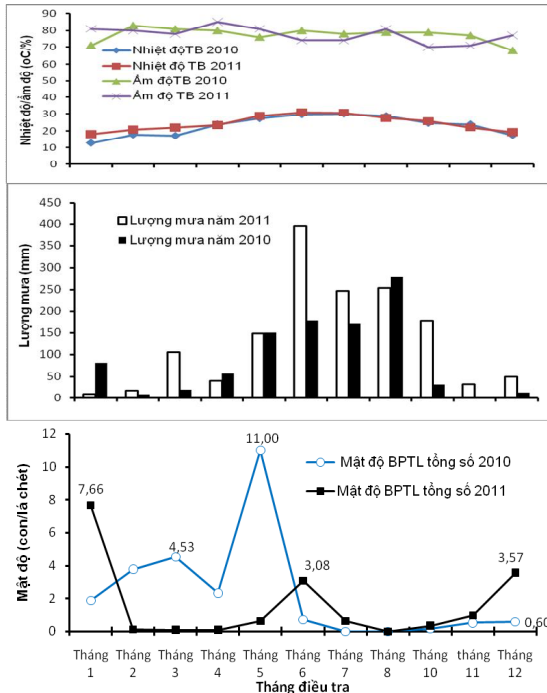 Nhiệt độ/ẩm độ (oC/%)
90
80
70
60
50
40
30
20
10
0
Nhiệt độTB 2010
Nhiệt độ TB 2011
Ẩm độTB 2010
Ẩm độ TB 2011
Lượng mưa (mm)
450
400
350
300
250
200
150
100
50
0
Lượng mưa năm 2011
Lượng mưa năm 2010
Mật độ (con/lá chét)
12
10
8
6
4
2
0
7,66
4,53
11,00
3,08
3,57
0,60
Mật độ BPTL tổng số 2010
Mật độ BPTL tổng số 2011
Tháng 1
Tháng 2
Tháng 3
Tháng 4
Tháng 5
Tháng 6
Tháng 7
Tháng 8
Tháng 10
tháng 11
Tháng 12
Tháng điều tra